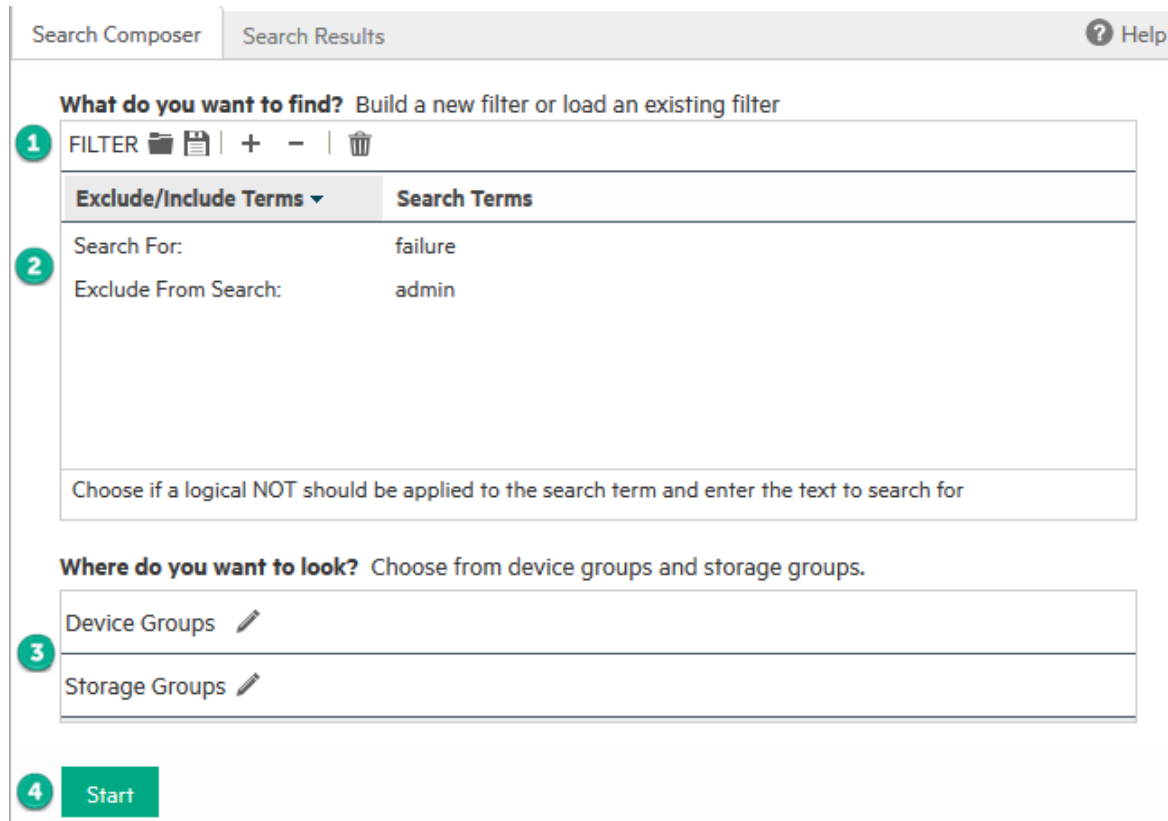 Search Composer Search Results Help
What do you want to find? Build a new filter or load an existing filter
1 FILTER
Exclude/Include Terms Search Terms
2
Search For: failure
Exclude From Search: admin
Choose if a logical NOT should be applied to the search term and enter the text to search for
Where do you want to look? Choose from device groups and storage groups.
Device Groups
3
Storage Groups
4 Start